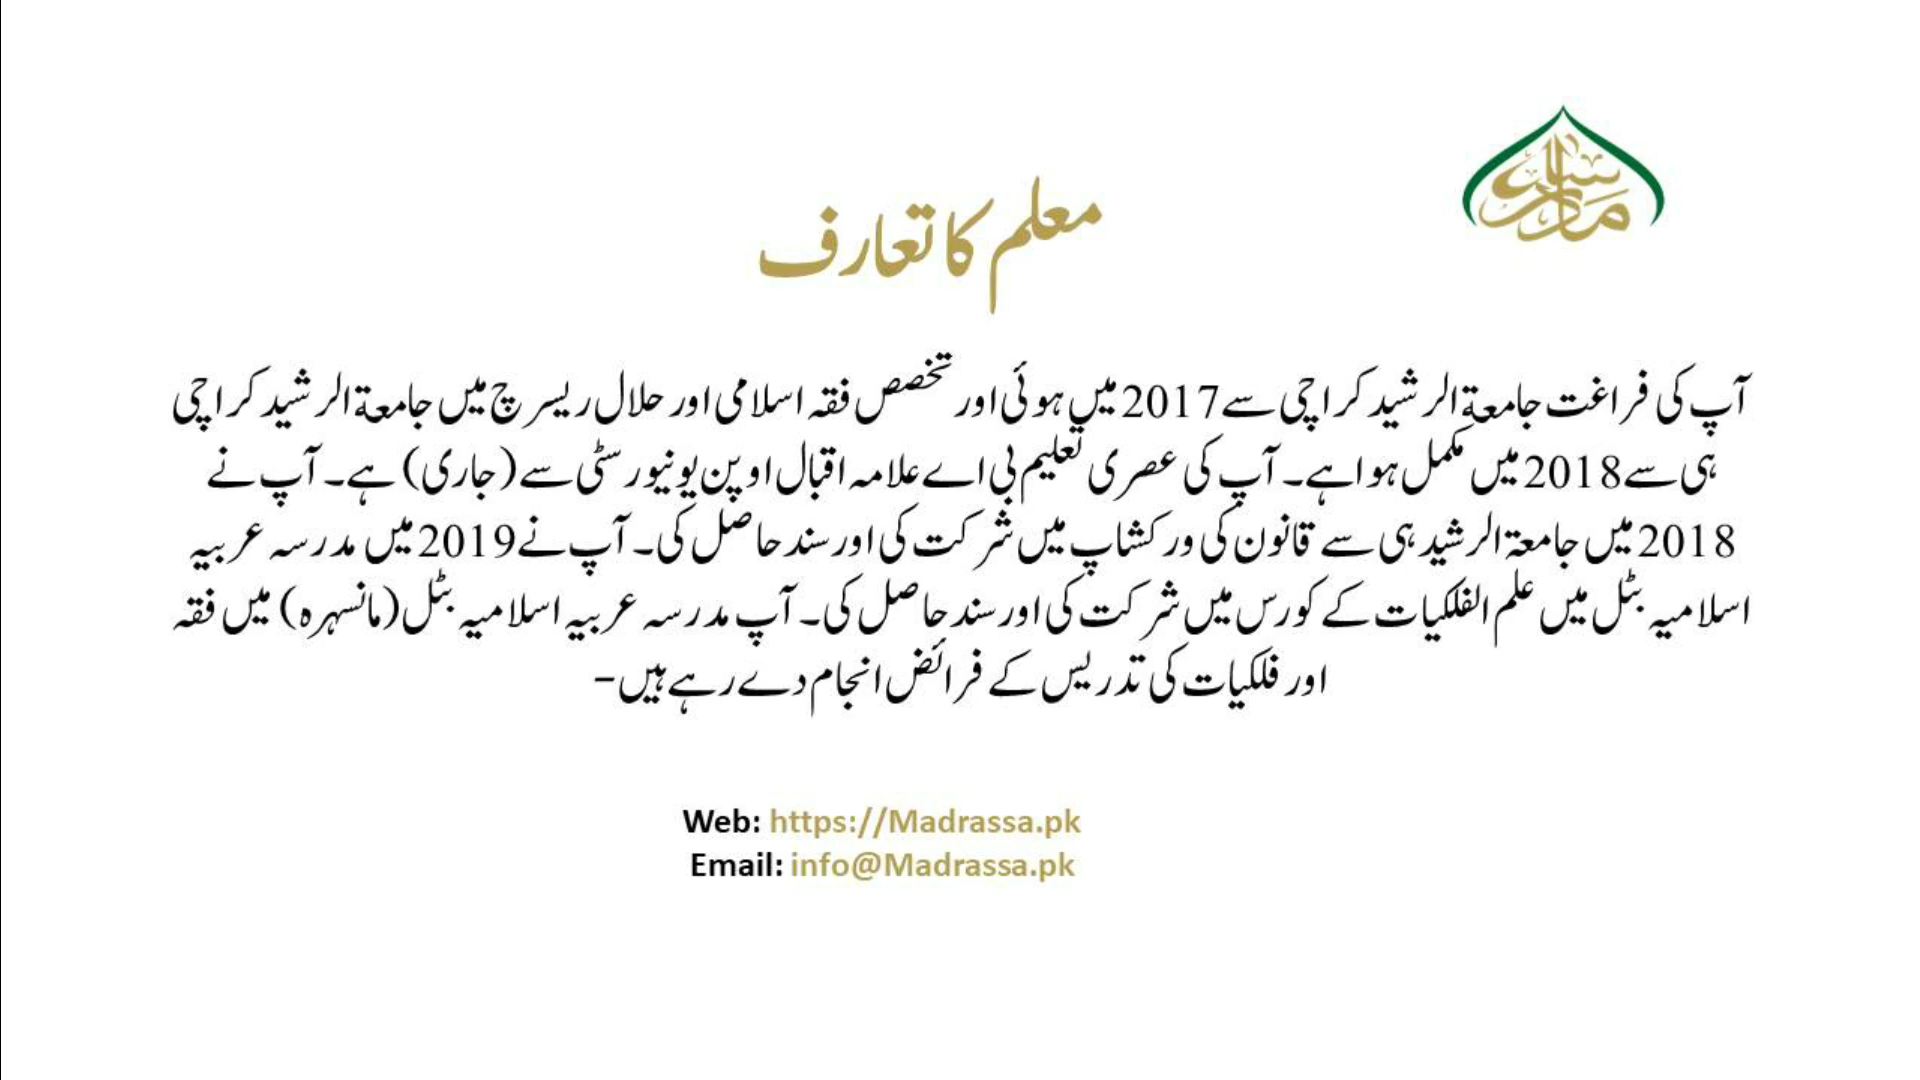 مدرسہ
معلم کا تعارف
آپ کی فراغت جامعة الرشید کراچی سے 2017 میں ہوئی اور تخصص فقہ اسلامی اور حلال ریسرچ میں جامعة الرشید کراچی
ہی سے 2018 میں مکمل ہوا ہے۔ آپ کی عصری تعلیم بی اے علامہ اقبال اوپن یونیورسٹی سے (جاری) ہے۔ آپ نے
2018 میں جامعۃ الرشید ہی سے قانون کی ورکشاپ میں شرکت کی اور سند حاصل کی۔ آپ نے 2019 میں مدرسہ عربیہ
اسلامیہ بٹل میں علم الفلکیات کے کورس میں شرکت کی اور سند حاصل کی۔ آپ مدرسہ عربیہ اسلامیہ بٹل (مانسہرہ) میں فقہ
اور فلکیات کی تدریس کے فرائض انجام دے رہے ہیں-
Web: https://Madrassa.pk
Email: info@Madrassa.pk